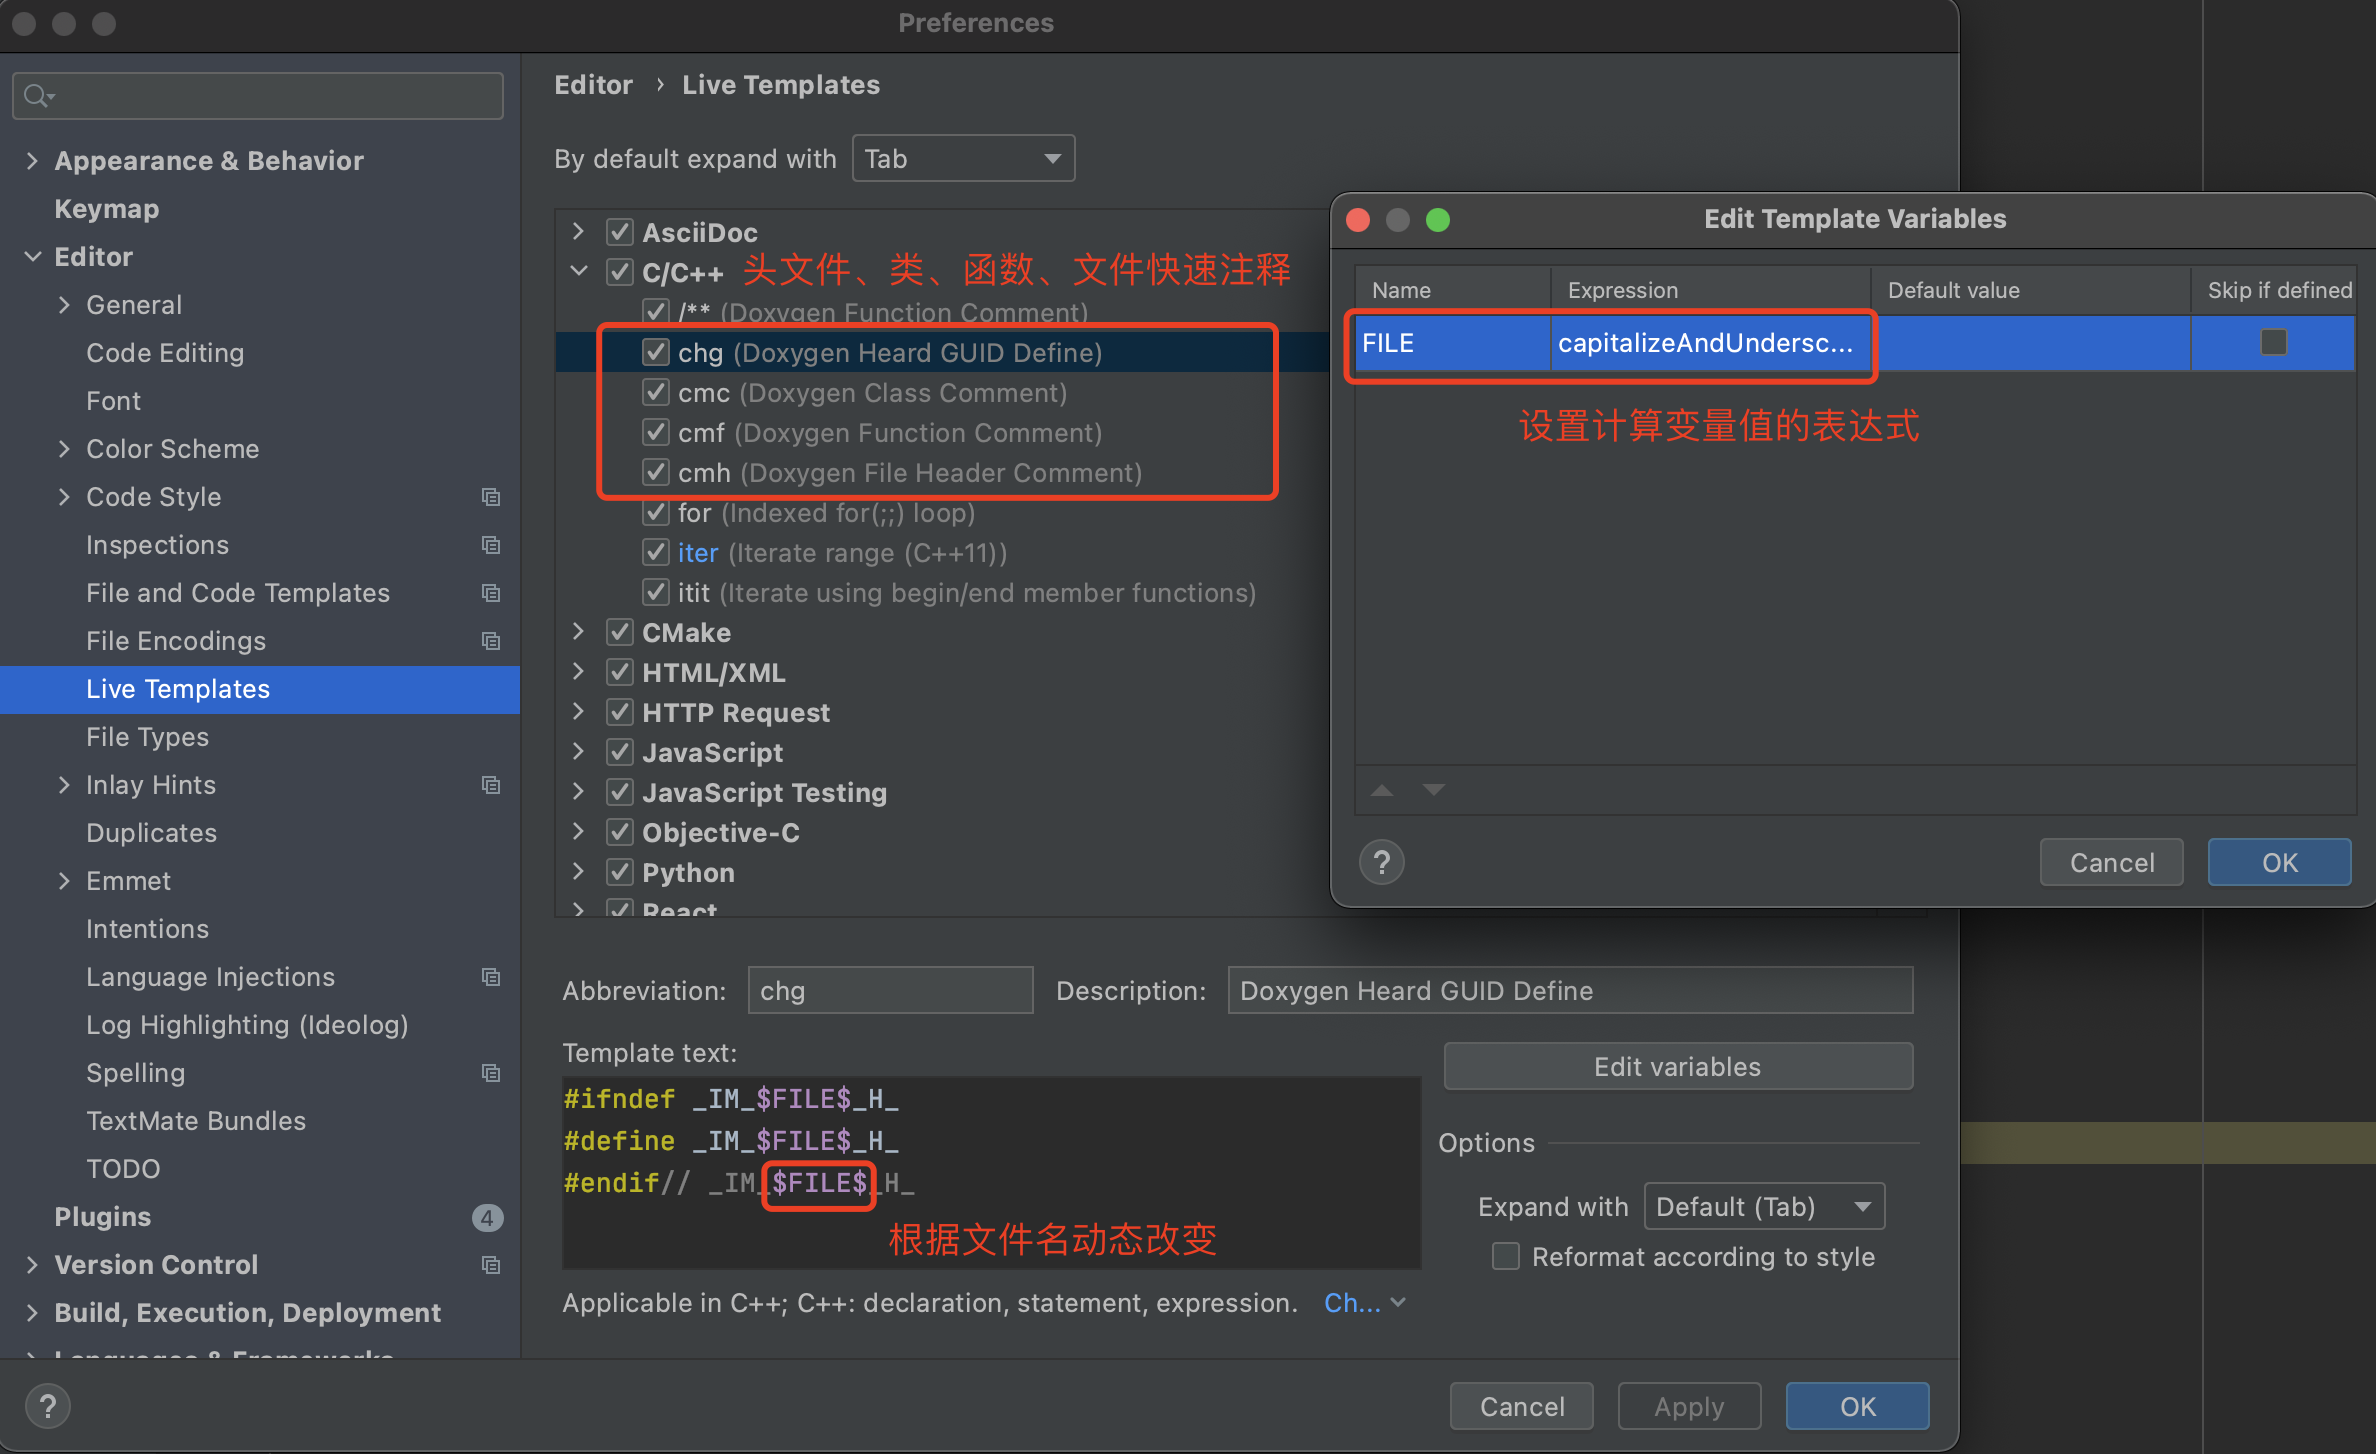 Preferences
Editor › Live Templates
By default expand with Tab
Appearance & Behavior
Keymap
Editor
General
Code Editing
Font
Color Scheme
Code Style
Inspections
File and Code Templates
File Encodings
Live Templates
File Types
Inlay Hints
Duplicates
Emmet
Intentions
Language Injections
Log Highlighting (Ideolog)
Spelling
TextMate Bundles
TODO
Plugins 4
Version Control
Build, Execution, Deployment
Languages & Frameworks
AsciiDoc
C/C++ 头文件、类、函数、文件快速注释
/** (Doxygen Function Comment)
chg (Doxygen Heard GUID Define)
cmc (Doxygen Class Comment)
cmf (Doxygen Function Comment)
cmh (Doxygen File Header Comment)
for (Indexed for(;;) loop)
iter (Iterate range (C++11))
itit (Iterate using begin/end member functions)
CMake
HTML/XML
HTTP Request
JavaScript
JavaScript Testing
Objective-C
Python
React
Edit Template Variables
Name Expression Default value Skip if defined
FILE capitalizeAndUndersc...
设置计算变量值的表达式
? Cancel OK
Abbreviation: chg Description: Doxygen Heard GUID Define
Template text:
Edit variables
#ifndef _IM_$FILE$_H_
#define _IM_$FILE$_H_
#endif// _IM_$FILE$_H_
根据文件名动态改变
Options
Expand with Default (Tab)
Reformat according to style
Applicable in C++; C++: declaration, statement, expression. Ch...
? Cancel Apply OK